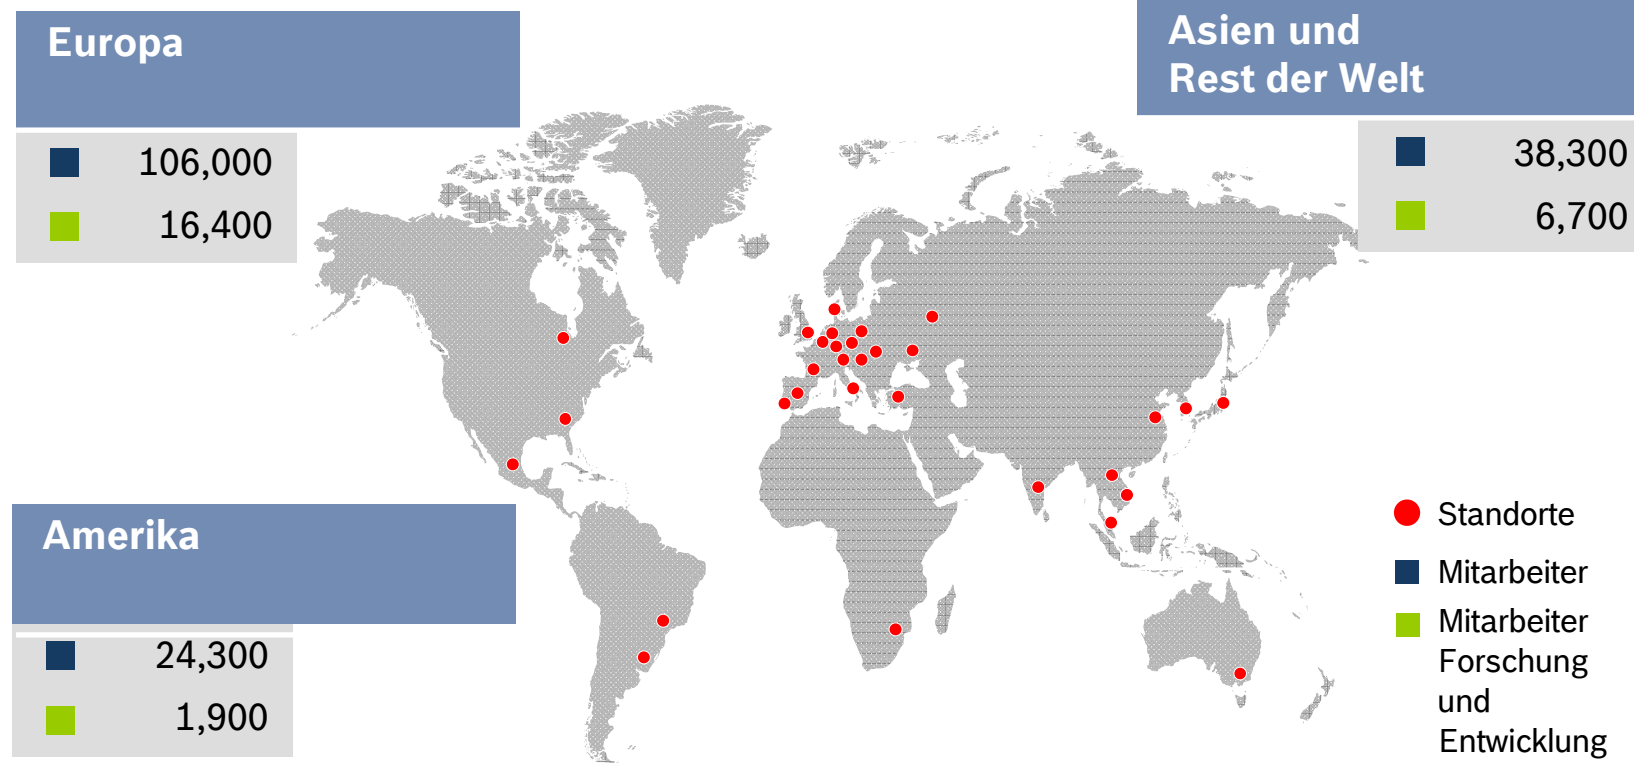 Europa
106,000
16,400
Asien und
Rest der Welt
38,300
6,700
Amerika
24,300
1,900
Standorte
Mitarbeiter
Mitarbeiter
Forschung
und
Entwicklung